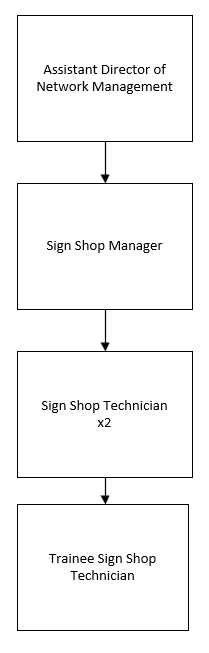 Assistant Director of
Network Management
Sign Shop Manager
Sign Shop Technician
x2
Trainee Sign Shop
Technician